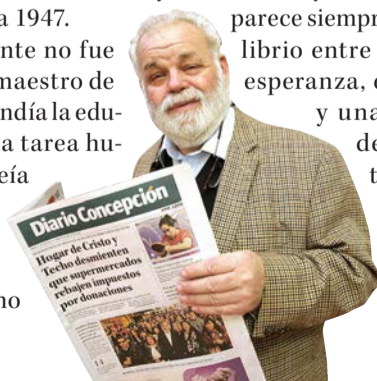 a 1947.
nte no fue
maestro de
ndía la edu-
a tarea hu-
eía
no
parece siempr
librio entre
esperanza,
y una
de
t
Diario Concepción
Hogar de Cristo y
Techo desmienten
que supermercados
rebajen impuestos
por donaciones